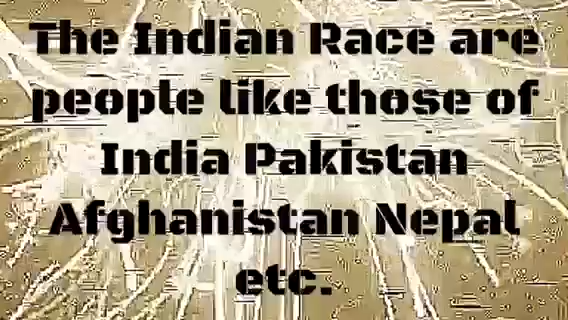 The Indian Race are
people like those of
India Pakistan
Afghanistan Nepal
etc.